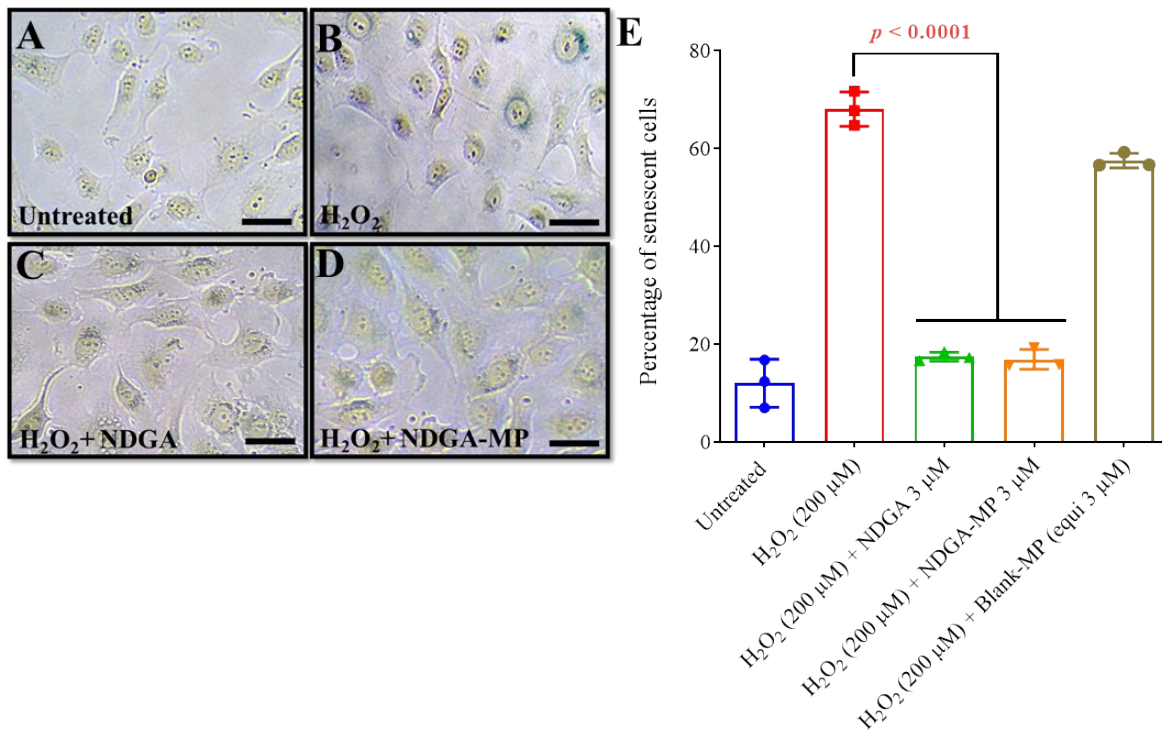 A
Untreated
B
H₂O₂
C
H₂O₂ + NDGA
D
H₂O₂ + NDGA-MP
E
p < 0.0001
Percentage of senescent cells
80
60
40
20
0
Untreated
H₂O₂ (200 μM)
H₂O₂ (200 μM) + NDGA 3 μM
H₂O₂ (200 μM) + NDGA-MP 3 μM
H₂O₂ (200 μM) + Blank-MP (equi 3 μM)